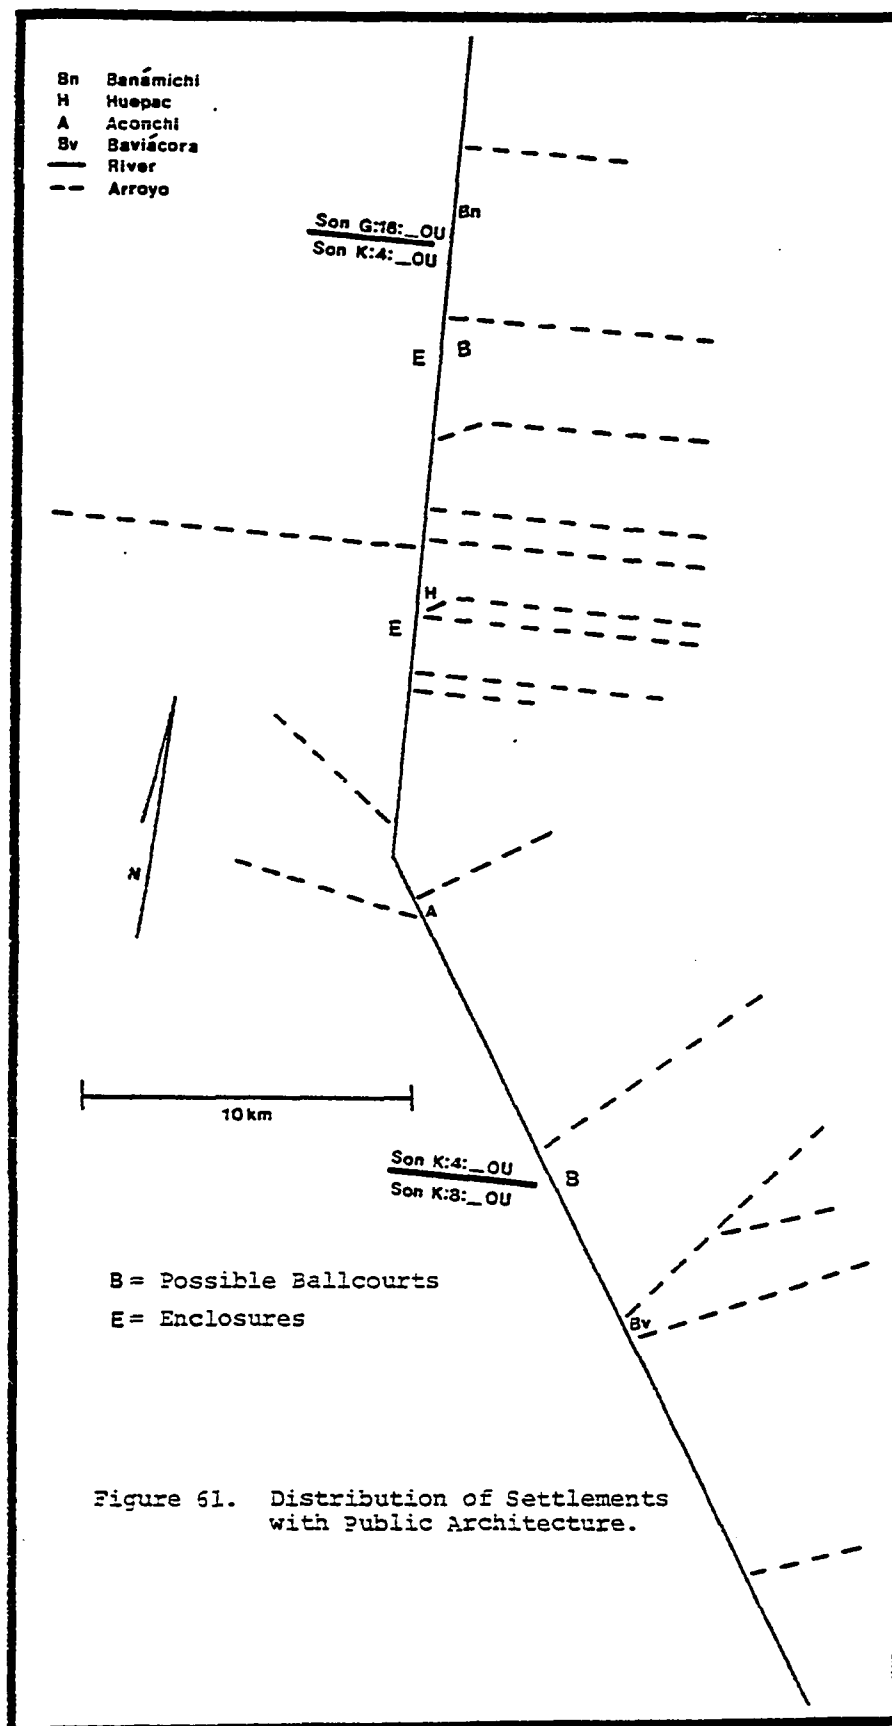 Bn Banámichi
H Huepac
A Aconchi
Bv Baviácora
River
Arroyo
Bn
Son G:16:_OU
Son K:4:_OU
E B
H
E
N
A
10 km
Son K:4:_OU
Son K:8:_OU
B
B = Possible Ballcourts
E = Enclosures
Bv
Figure 61. Distribution of Settlements
with Public Architecture.